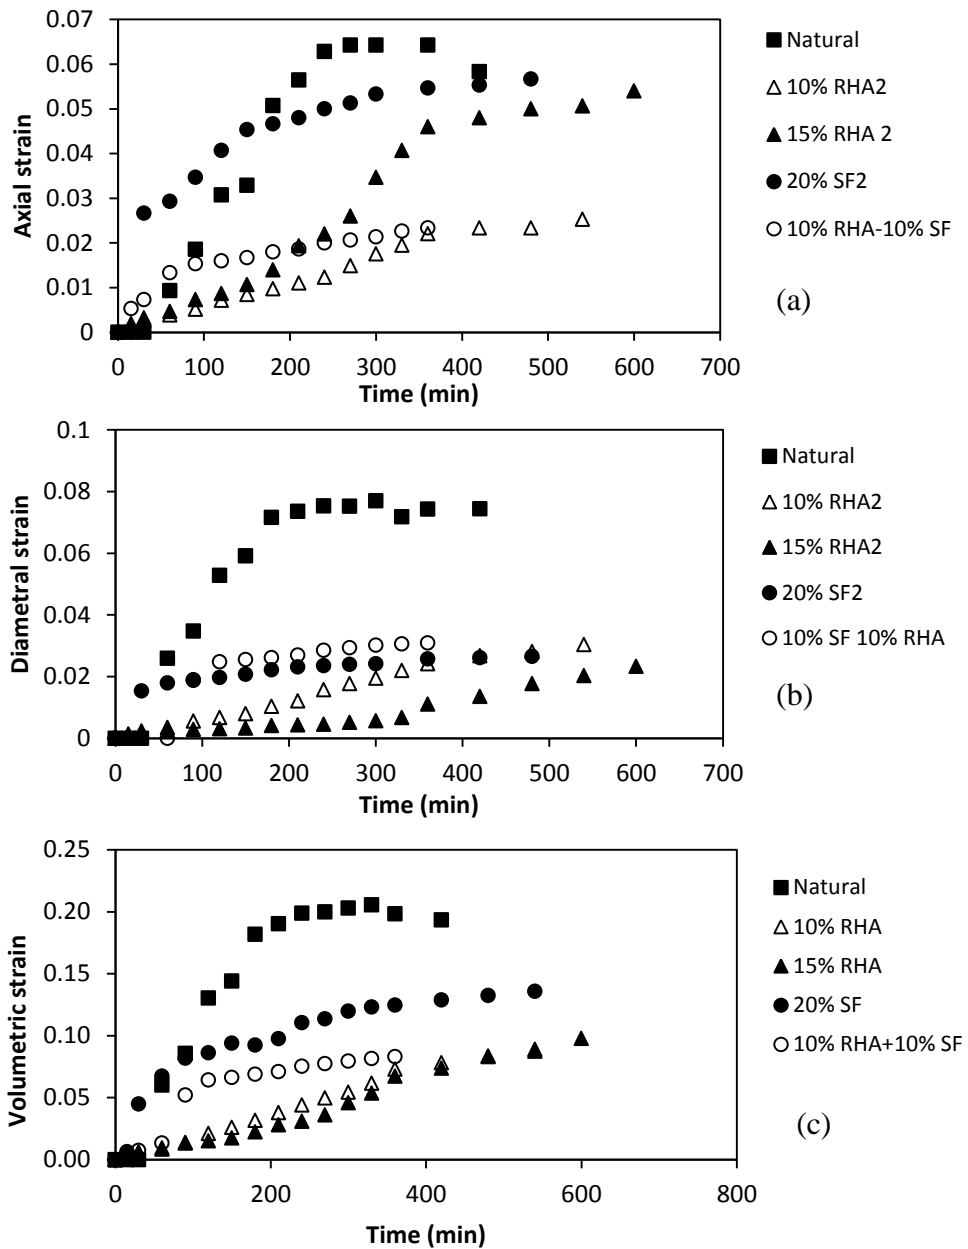 0.07
0.06
0.05
0.04
0.03
0.02
0.01
0
Axial strain
0 100 200 300 400 500 600 700
Time (min)
Natural
10% RHA2
15% RHA 2
20% SF2
10% RHA-10% SF
(a)
0.1
0.08
0.06
0.04
0.02
0
Diametral strain
0 100 200 300 400 500 600 700
Time (min)
Natural
10% RHA2
15% RHA2
20% SF2
10% SF 10% RHA
(b)
0.25
0.20
0.15
0.10
0.05
0.00
Volumetric strain
0 200 400 600 800
Time (min)
Natural
10% RHA
15% RHA
20% SF
10% RHA+10% SF
(c)